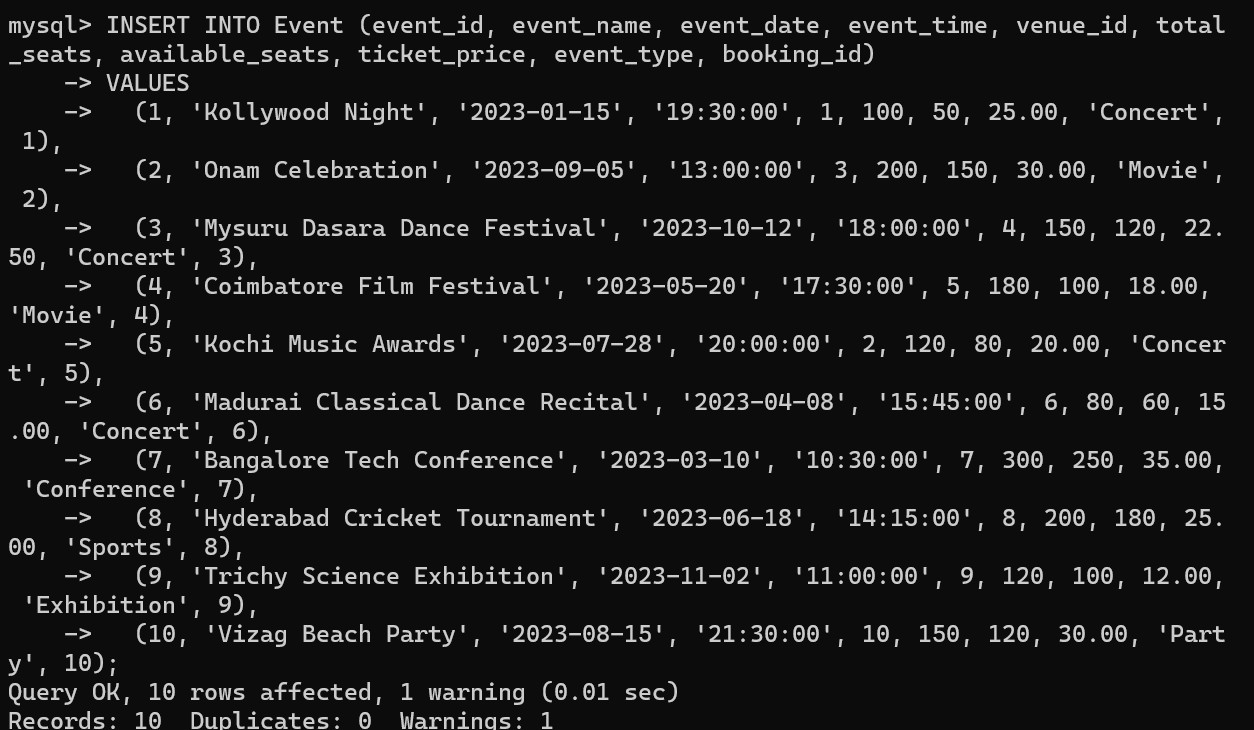 mysql> INSERT INTO Event (event_id, event_name, event_date, event_time, venue_id, total
_seats, available_seats, ticket_price, event_type, booking_id)
    -> VALUES
    ->   (1, 'Kollywood Night', '2023-01-15', '19:30:00', 1, 100, 50, 25.00, 'Concert',
 1),
    ->   (2, 'Onam Celebration', '2023-09-05', '13:00:00', 3, 200, 150, 30.00, 'Movie',
 2),
    ->   (3, 'Mysuru Dasara Dance Festival', '2023-10-12', '18:00:00', 4, 150, 120, 22.
50, 'Concert', 3),
    ->   (4, 'Coimbatore Film Festival', '2023-05-20', '17:30:00', 5, 180, 100, 18.00,
'Movie', 4),
    ->   (5, 'Kochi Music Awards', '2023-07-28', '20:00:00', 2, 120, 80, 20.00, 'Concer
t', 5),
    ->   (6, 'Madurai Classical Dance Recital', '2023-04-08', '15:45:00', 6, 80, 60, 15
.00, 'Concert', 6),
    ->   (7, 'Bangalore Tech Conference', '2023-03-10', '10:30:00', 7, 300, 250, 35.00,
 'Conference', 7),
    ->   (8, 'Hyderabad Cricket Tournament', '2023-06-18', '14:15:00', 8, 200, 180, 25.
00, 'Sports', 8),
    ->   (9, 'Trichy Science Exhibition', '2023-11-02', '11:00:00', 9, 120, 100, 12.00,
 'Exhibition', 9),
    ->   (10, 'Vizag Beach Party', '2023-08-15', '21:30:00', 10, 150, 120, 30.00, 'Part
y', 10);
Query OK, 10 rows affected, 1 warning (0.01 sec)
Records: 10  Duplicates: 0  Warnings: 1